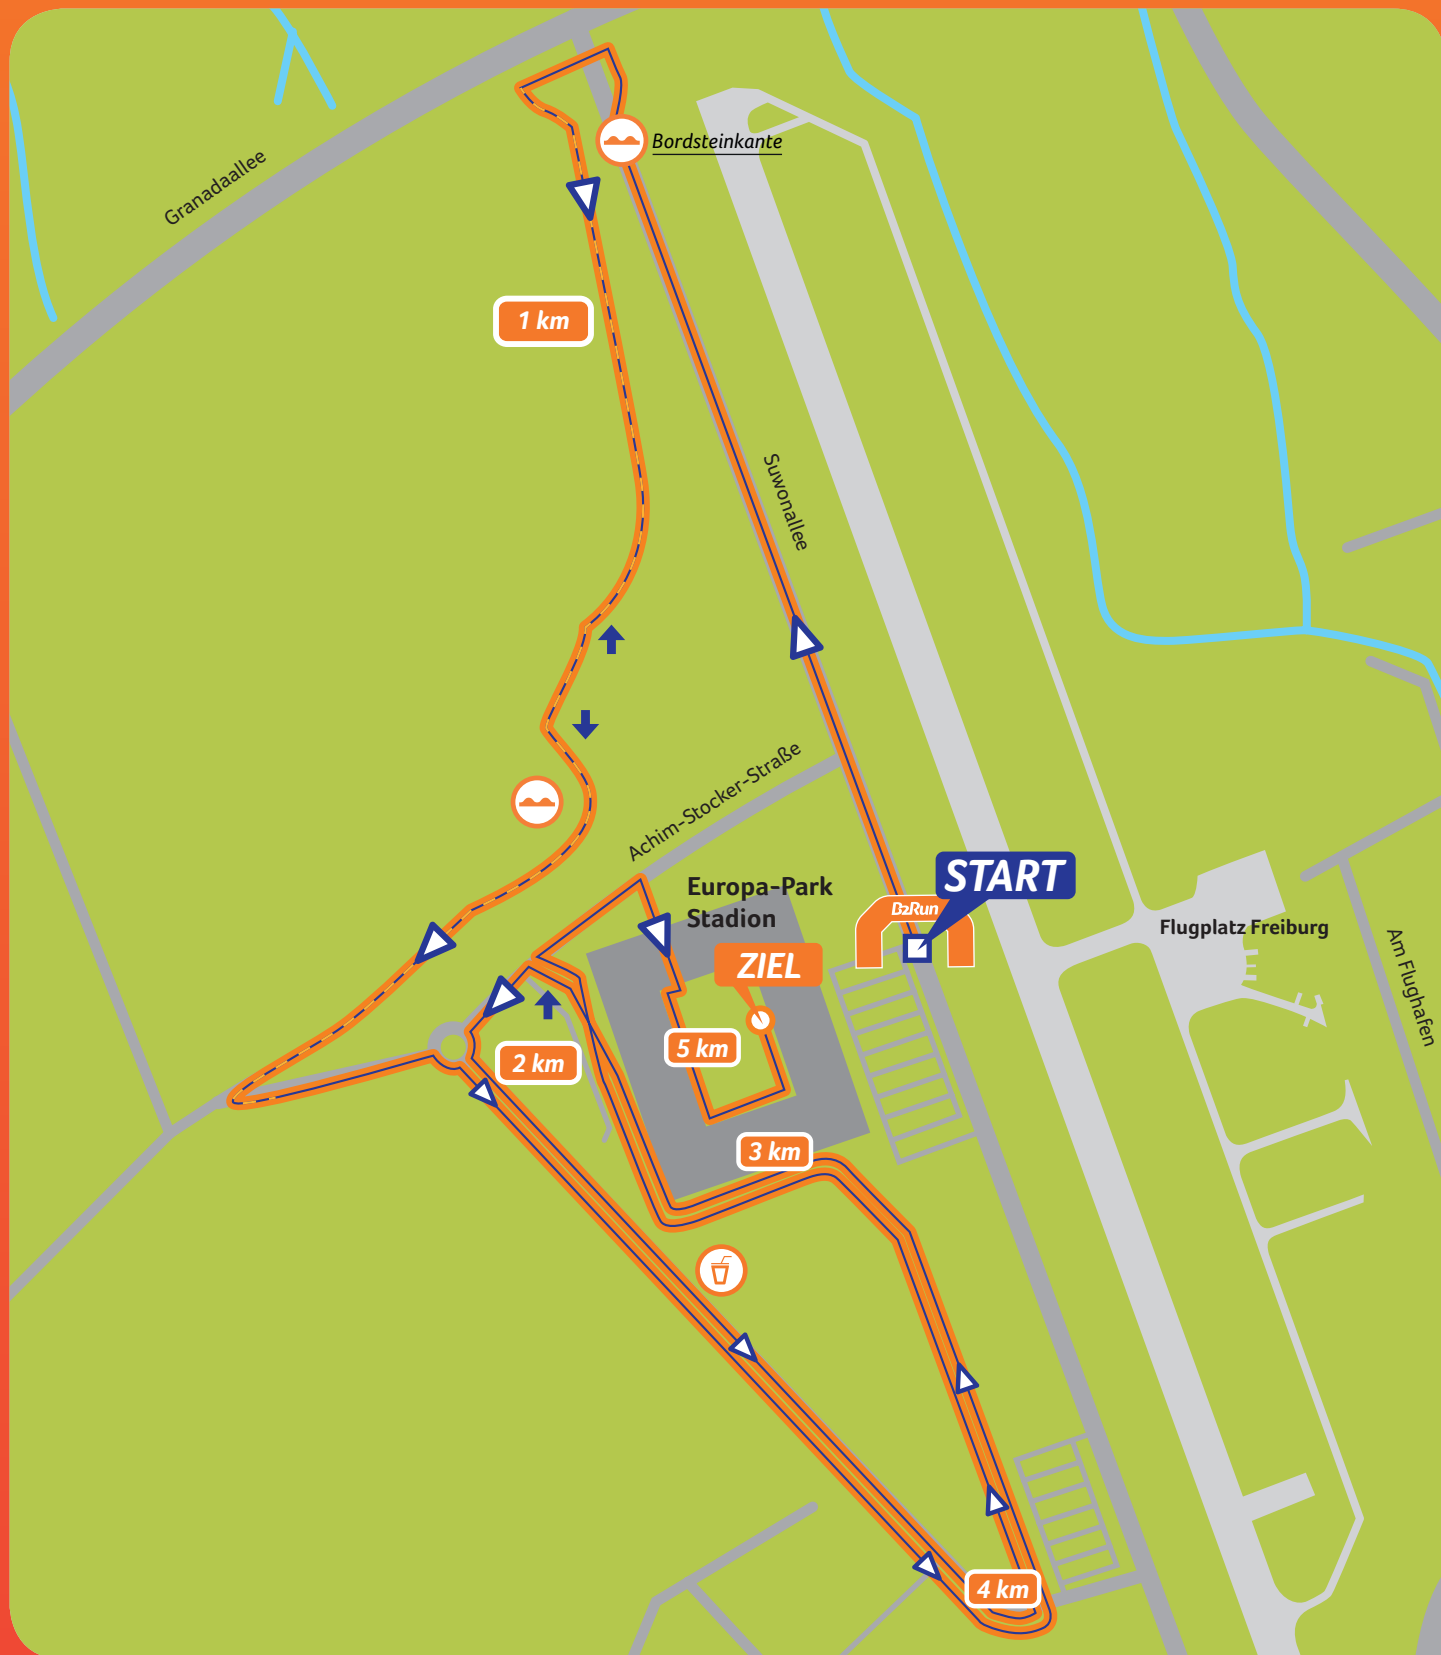 Bordsteinkante
Granadaallee
1 km
Suwonallee
Achim-Stocker-Straße
START
Europa-Park
Stadion
B2Run
Flugplatz Freiburg
Am Flughafen
ZIEL
5 km
2 km
3 km
4 km